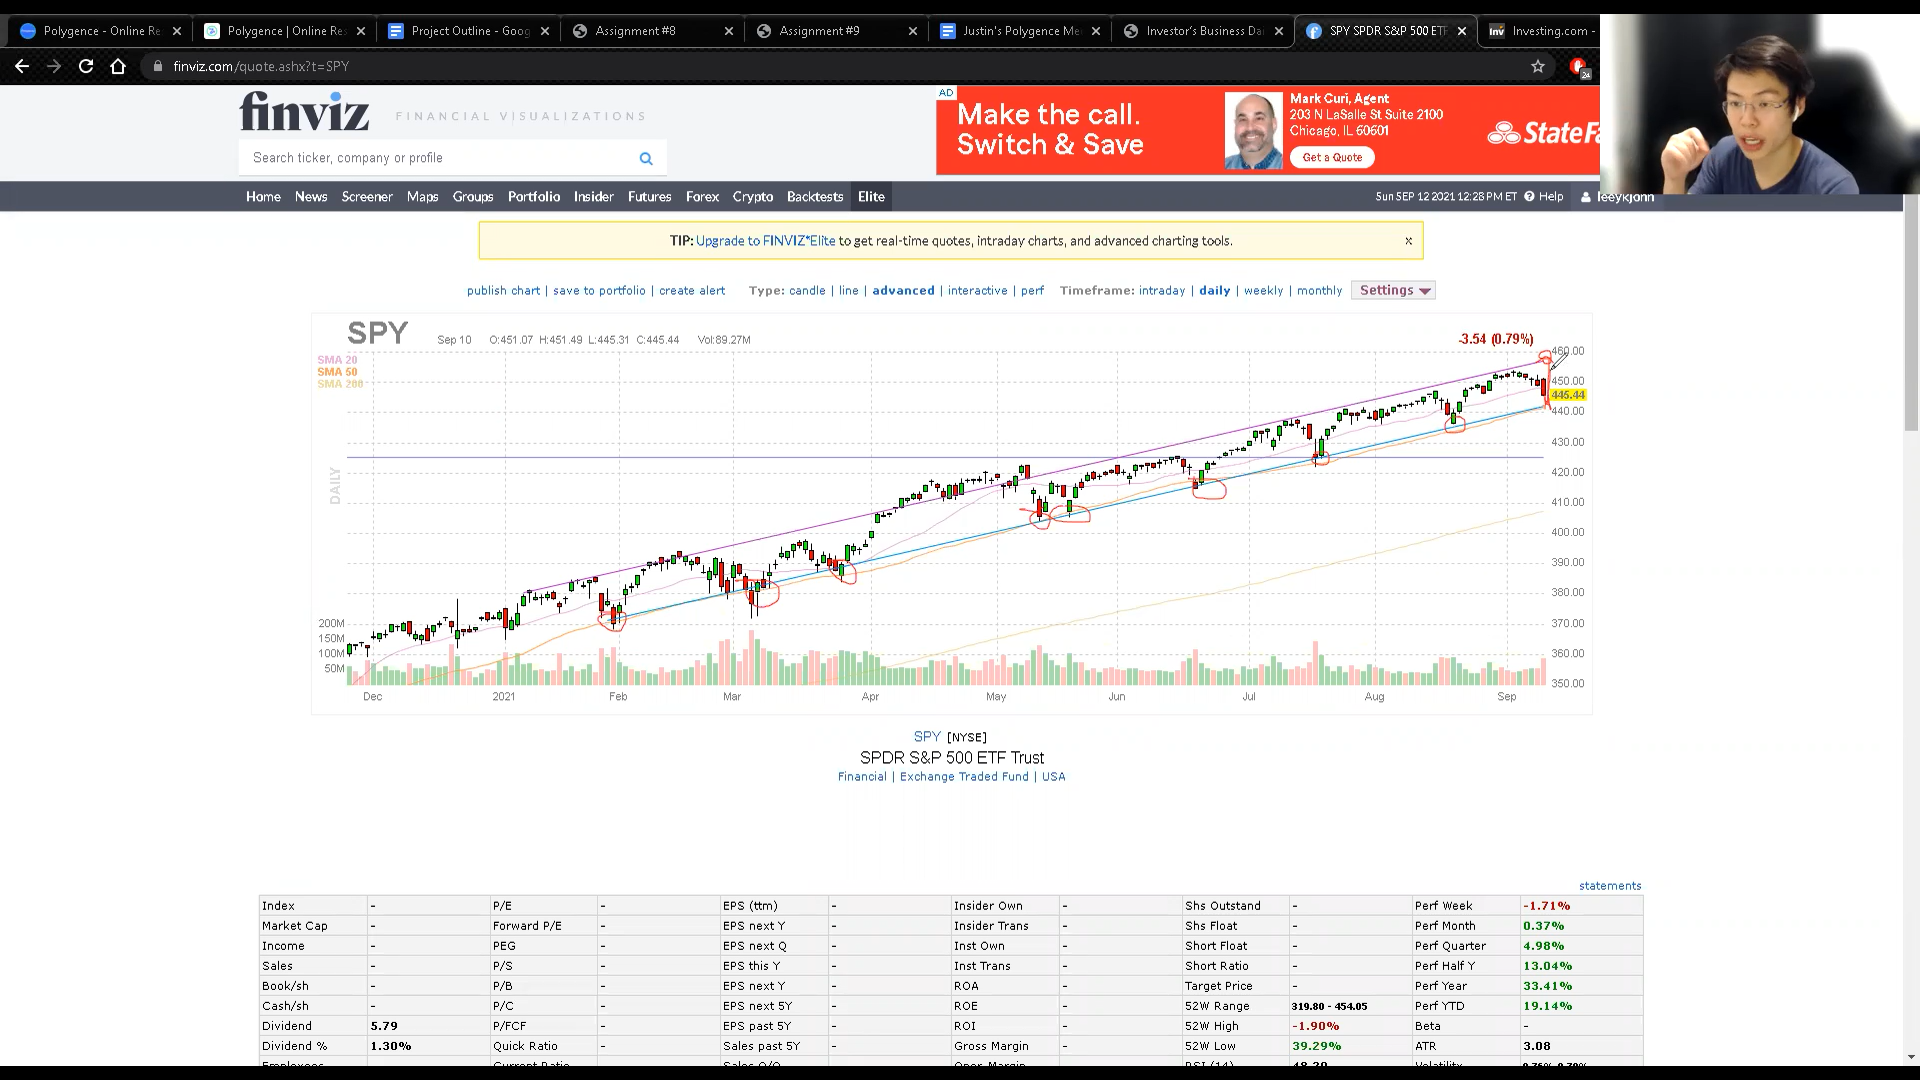 Polygence - Online Re
Polygence | Online Res
Project Outline - Goog
Assignment #8
Assignment #9
Justin's Polygence Me
Investor's Business Da
SPY SPDR S&P 500 ETF
Investing.com -
finviz.com/quote.ashx?t=SPY
24
finviz FINANCIAL VISUALIZATIONS
Search ticker, company or profile
AD
Make the call.
Switch & Save
Mark Curi, Agent
203 N LaSalle St Suite 2100
Chicago, IL 60601
Get a Quote
StateFa
Home News Screener Maps Groups Portfolio Insider Futures Forex Crypto Backtests Elite
Sun SEP 12 2021 12:28 PM ET Help leeykjohn
TIP: Upgrade to FINVIZ*Elite to get real-time quotes, intraday charts, and advanced charting tools. x
publish chart | save to portfolio | create alert Type: candle | line | advanced | interactive | perf Timeframe: intraday | daily | weekly | monthly Settings
SPY Sep 10 O:451.07 H:451.49 L:445.31 C:445.44 Vol:89.27M -3.54 (0.79%)
SMA 20
SMA 50
SMA 200
DAILY
460.00
450.00
445.44
440.00
430.00
420.00
410.00
400.00
390.00
380.00
370.00
360.00
350.00
200M
150M
100M
50M
Dec 2021 Feb Mar Apr May Jun Jul Aug Sep
SPY [NYSE]
SPDR S&P 500 ETF Trust
Financial | Exchange Traded Fund | USA
statements
Index - P/E - EPS (ttm) - Insider Own - Shs Outstand - Perf Week -1.71%
Market Cap - Forward P/E - EPS next Y - Insider Trans - Shs Float - Perf Month 0.37%
Income - PEG - EPS next Q - Inst Own - Short Float - Perf Quarter 4.98%
Sales - P/S - EPS this Y - Inst Trans - Short Ratio - Perf Half Y 13.04%
Book/sh - P/B - EPS next Y - ROA - Target Price - Perf Year 33.41%
Cash/sh - P/C - EPS next 5Y - ROE - 52W Range 319.80 - 454.05 Perf YTD 19.14%
Dividend 5.79 P/FCF - EPS past 5Y - ROI - 52W High -1.90% Beta -
Dividend % 1.30% Quick Ratio - Sales past 5Y - Gross Margin - 52W Low 39.29% ATR 3.08